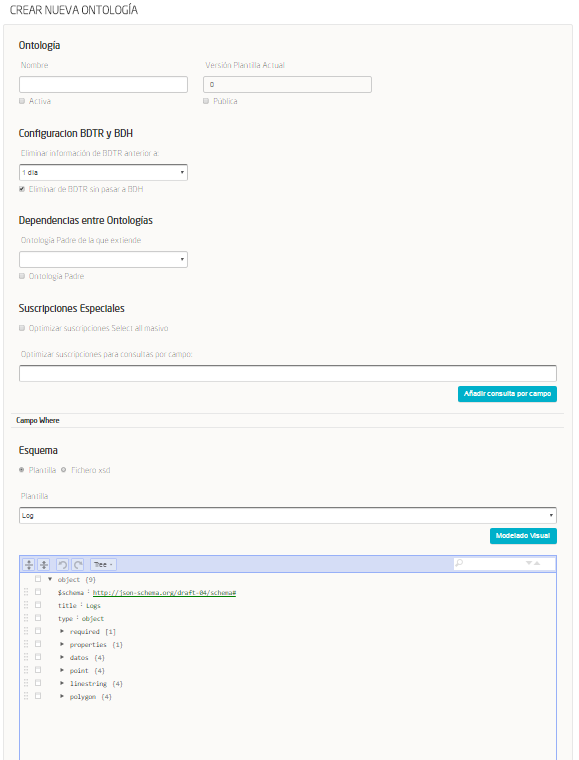 CREAR NUEVA ONTOLOGÍA
Ontología
Nombre
Versión Plantilla Actual
0
Activa
Pública
Configuracion BDTR y BDH
Eliminar información de BDTR anterior a:
1 día
Eliminar de BDTR sin pasar a BDH
Dependencias entre Ontologías
Ontología Padre de la que extiende:
Ontología Padre
Suscripciones Especiales
Optimizar suscripciones Select all masivo
Optimizar suscripciones para consultas por campo:
Añadir consulta por campo
Campo Where
Esquema
Plantilla
Fichero xsd
Plantilla
Log
Modelado Visual
Tree
object {9}
$schema : http://json-schema.org/draft-04/schema#
title : Logs
type : object
required [1]
properties {1}
datos {4}
point {4}
linestring {4}
polygon {4}